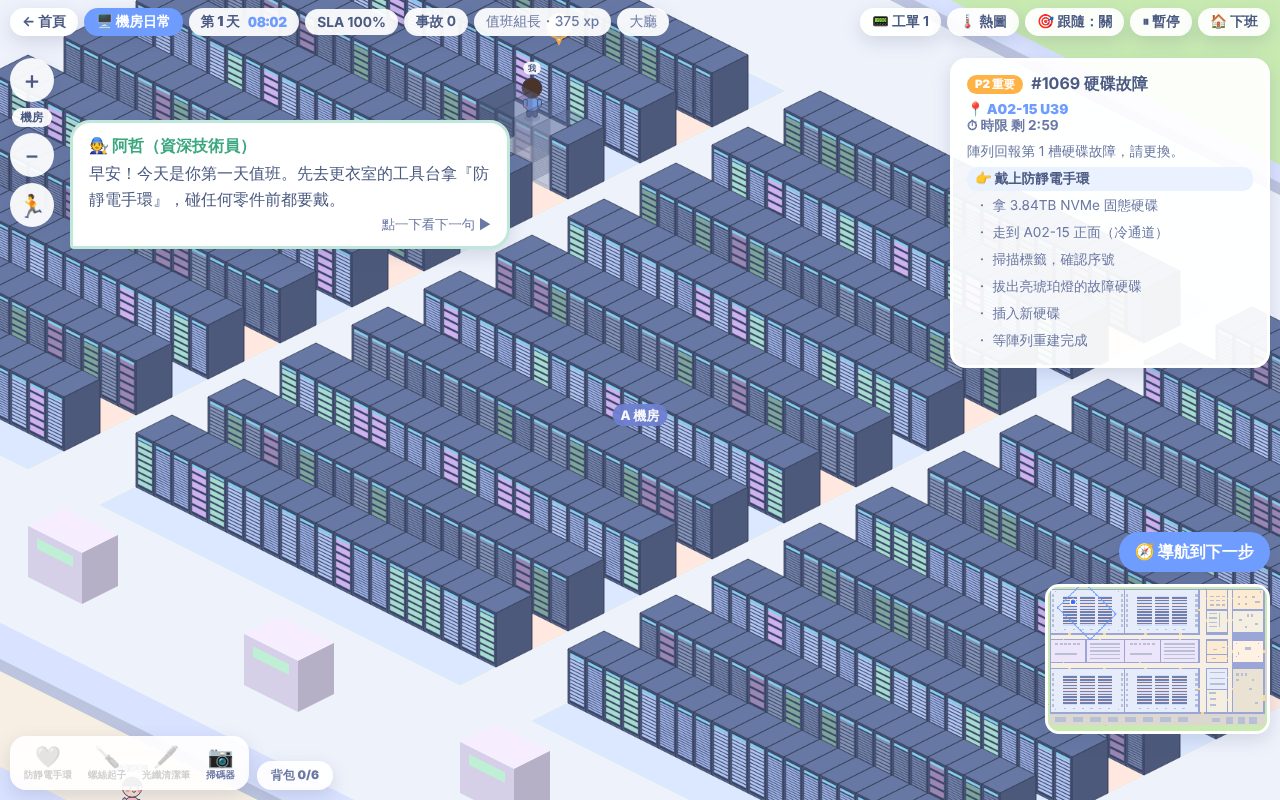 ← 首頁
🖥️ 機房日常
第 1 天 08:02
SLA 100%
事故 0
值班組長 · 375 xp
大廳
📟 工單 1
🌡️ 熱圖
🎯 跟隨：關
⏸ 暫停
🏠 下班
+
機房
−
我
👩‍🔧 阿哲（資深技術員）
早安！今天是你第一天值班。先去更衣室的工具台拿『防
靜電手環』，碰任何零件前都要戴。
點一下看下一句 ▶
P2 重要 #1069 硬碟故障
📍 A02-15 U39
⏱ 時限 剩 2:59
陣列回報第 1 槽硬碟故障，請更換。
👉 戴上防靜電手環
· 拿 3.84TB NVMe 固態硬碟
· 走到 A02-15 正面（冷通道）
· 掃描標籤，確認序號
· 拔出亮琥珀燈的故障硬碟
· 插入新硬碟
· 等陣列重建完成
A 機房
🧭 導航到下一步
防靜電手環
螺絲起子
光纖清潔筆
掃碼器
背包 0/6